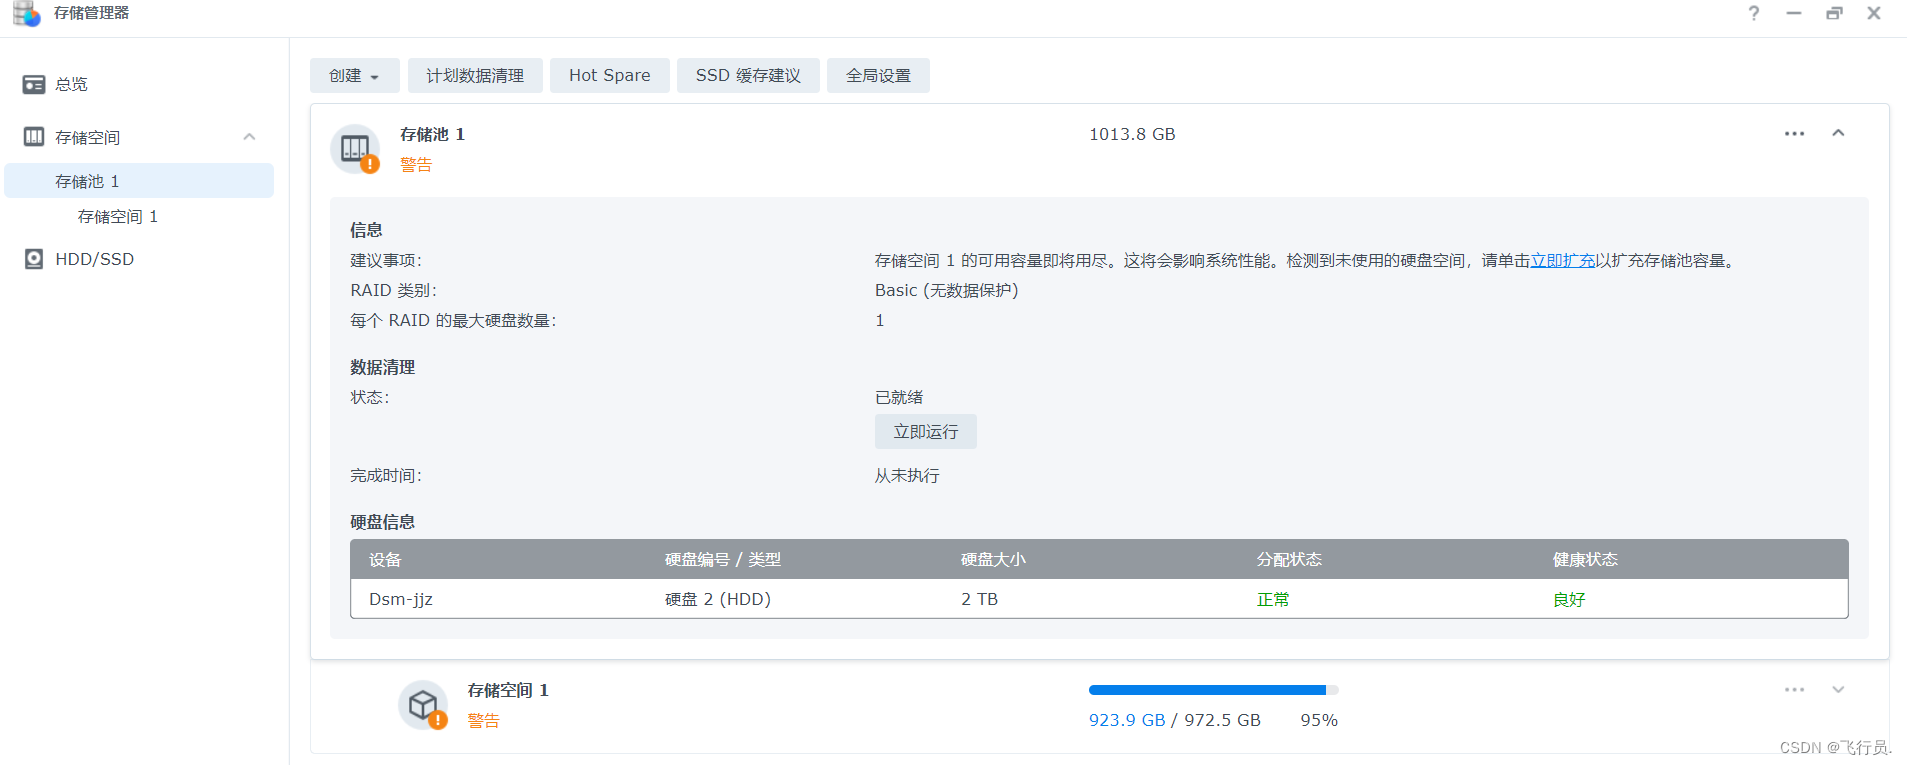 存储管理器
总览
存储空间
存储池 1
存储空间 1
HDD/SSD
创建 计划数据清理 Hot Spare SSD 缓存建议 全局设置
存储池 1 1013.8 GB
警告
信息
建议事项： 存储空间 1 的可用容量即将用尽。这将会影响系统性能。检测到未使用的硬盘空间，请单击立即扩充以扩充存储池容量。
RAID 类别： Basic (无数据保护)
每个 RAID 的最大硬盘数量： 1
数据清理
状态： 已就绪
立即运行
完成时间： 从未执行
硬盘信息
设备 硬盘编号 / 类型 硬盘大小 分配状态 健康状态
Dsm-jjz 硬盘 2 (HDD) 2 TB 正常 良好
存储空间 1
警告
923.9 GB / 972.5 GB 95%
CSDN @飞行员.